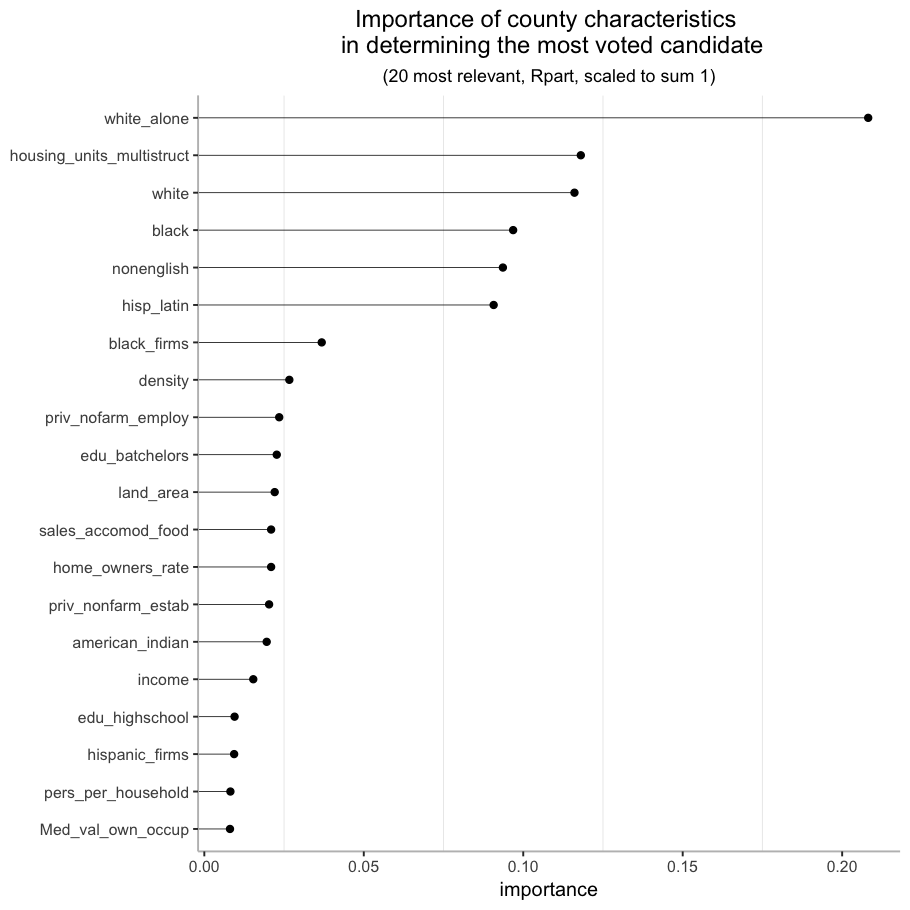 Importance of county characteristics
in determining the most voted candidate
(20 most relevant, Rpart, scaled to sum 1)
white_alone
housing_units_multistruct
white
black
nonenglish
hisp_latin
black_firms
density
priv_nofarm_employ
edu_batchelors
land_area
sales_accomod_food
home_owners_rate
priv_nonfarm_estab
american_indian
income
edu_highschool
hispanic_firms
pers_per_household
Med_val_own_occup
0.00 0.05 0.10 0.15 0.20
importance